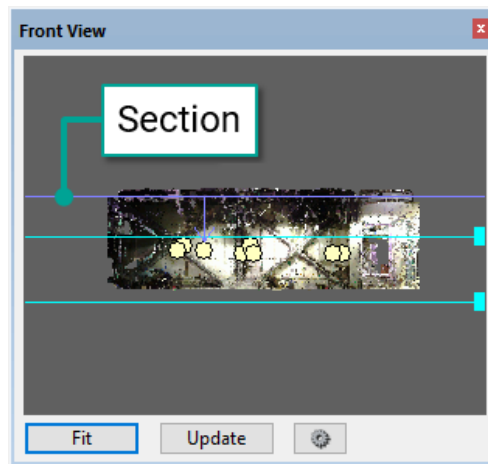 Front View
x
Section
Fit
Update